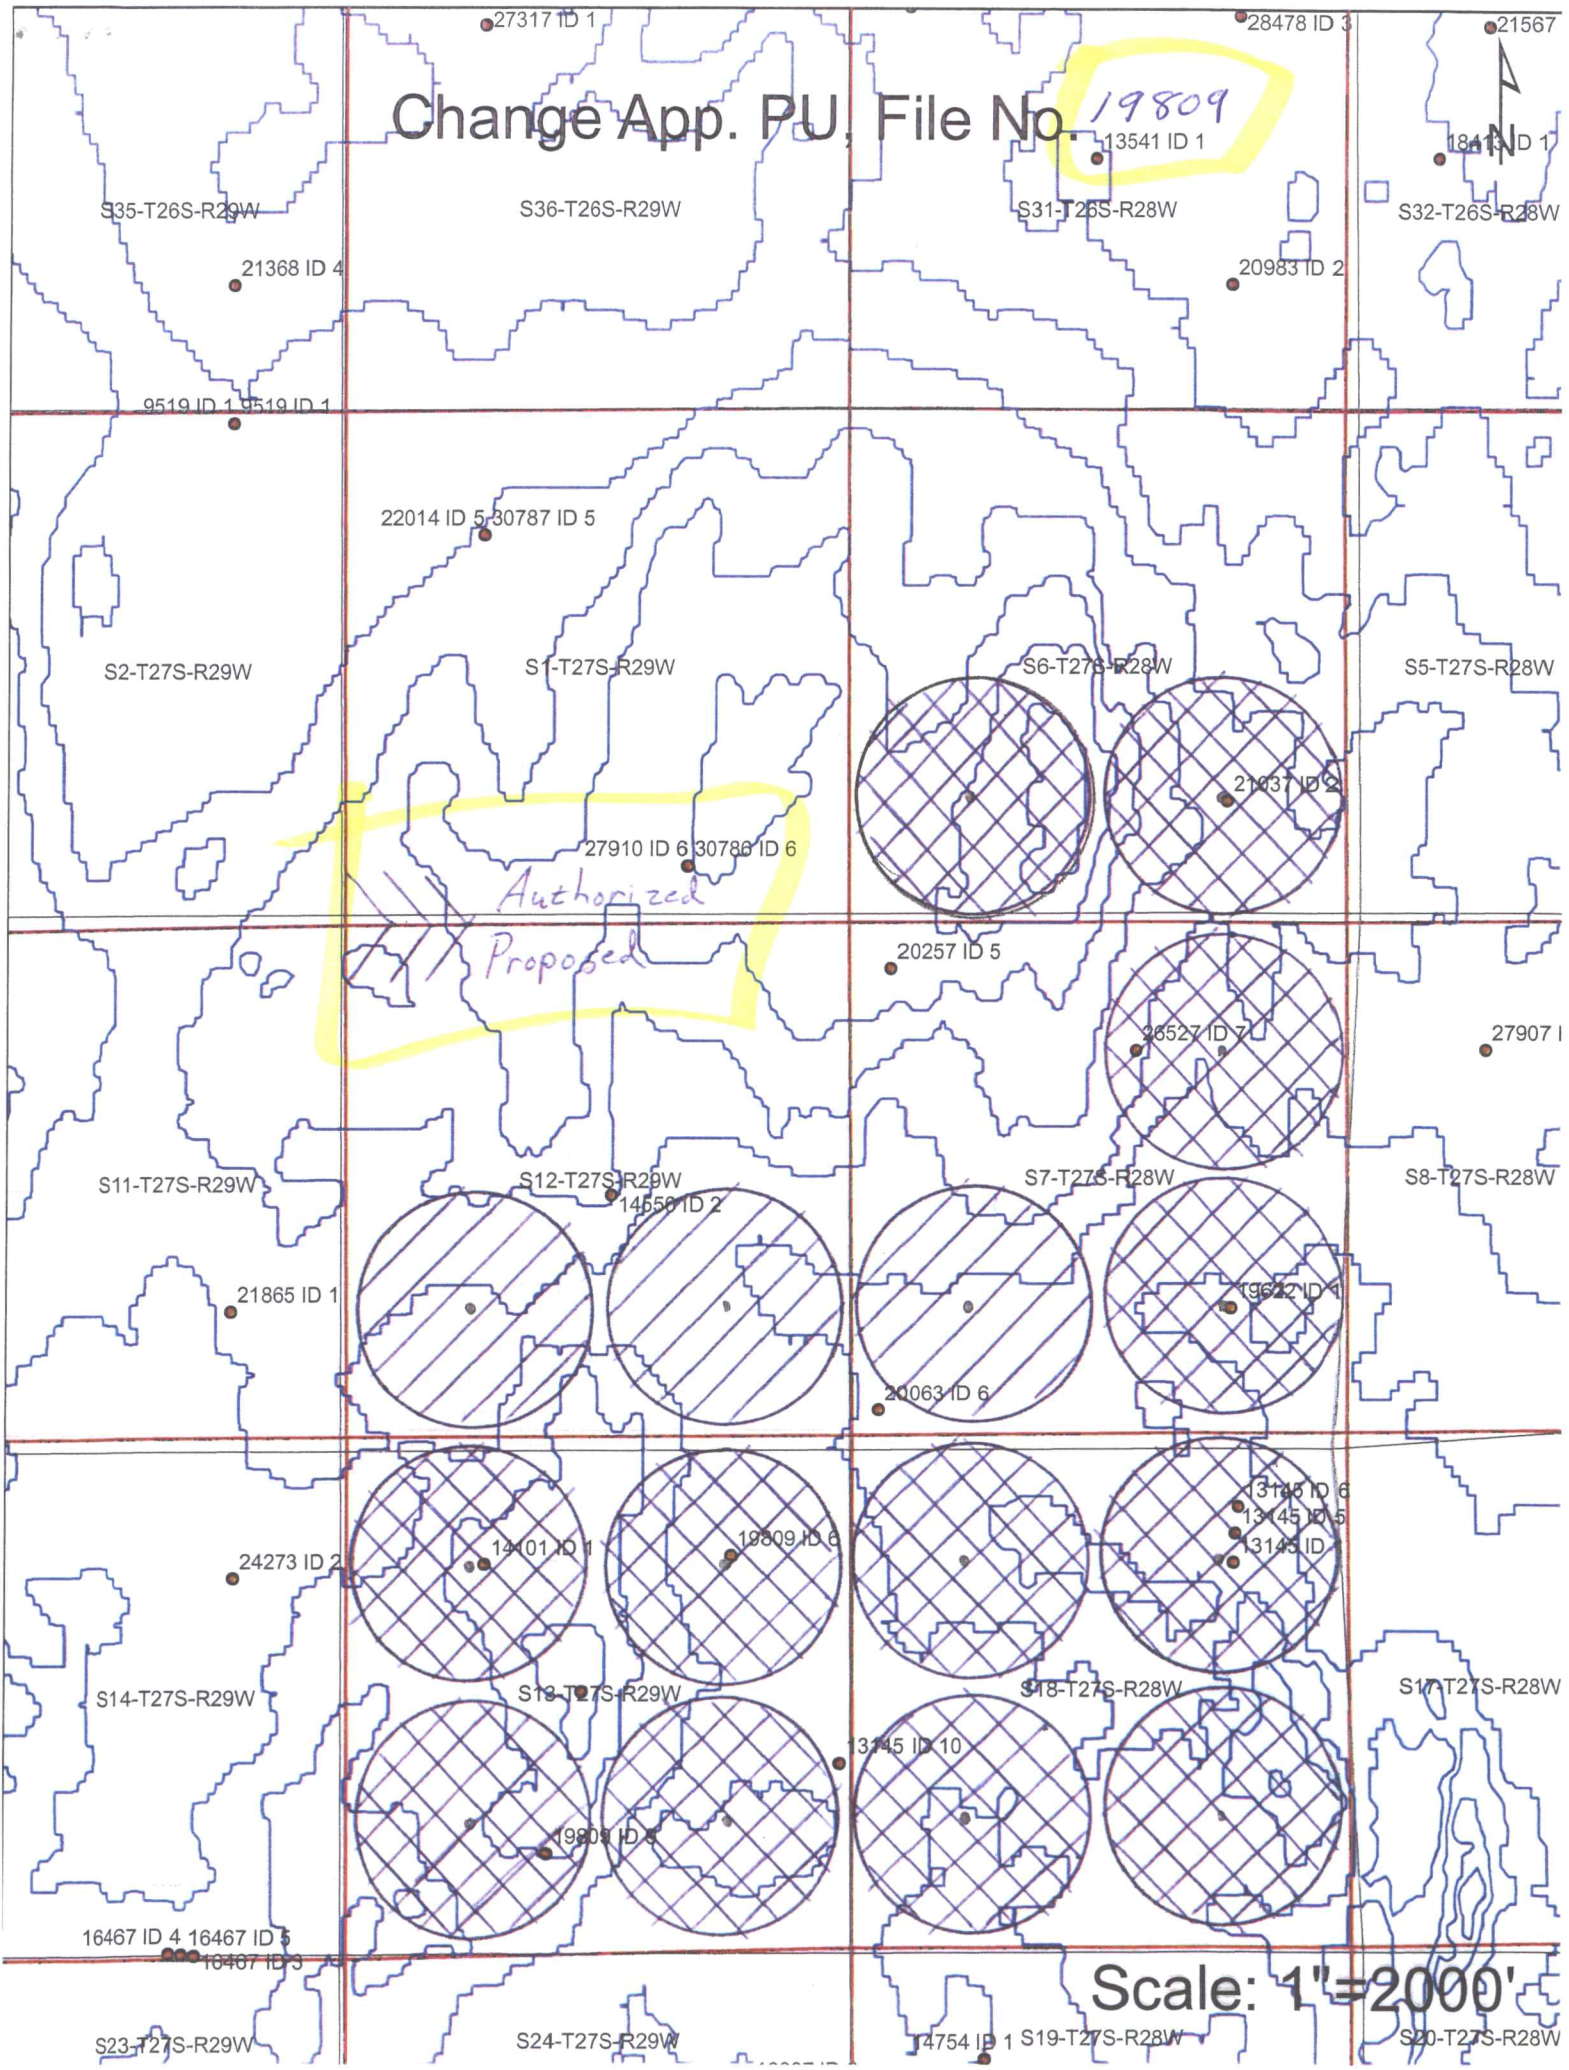 27317 ID 1
28478 ID 3
21567
Change App. PU, File No. 19809
13541 ID 1
18413 ID 1
N
S35-T26S-R29W
S36-T26S-R29W
S31-T26S-R28W
S32-T26S-R28W
21368 ID 4
20983 ID 2
9519 ID 1 9519 ID 1
22014 ID 5 30787 ID 5
S2-T27S-R29W
S1-T27S-R29W
S6-T27S-R28W
S5-T27S-R28W
21037 ID 2
27910 ID 6 30786 ID 6
Authorized
Proposed
20257 ID 5
26527 ID 7
27907 I
S11-T27S-R29W
S12-T27S-R29W
S7-T27S-R28W
S8-T27S-R28W
14550 ID 2
21865 ID 1
19622 ID 1
20063 ID 6
13145 ID 6
13145 ID 5
13145 ID
14101 ID 1
19809 ID 6
24273 ID 2
S14-T27S-R29W
S13-T27S-R29W
S18-T27S-R28W
S17-T27S-R28W
13145 ID 10
19809 ID
16467 ID 4 16467 ID 5
16467 ID 3
Scale: 1"=2000'
S23-T27S-R29W
S24-T27S-R29W
14754 ID 1
S19-T27S-R28W
S20-T27S-R28W